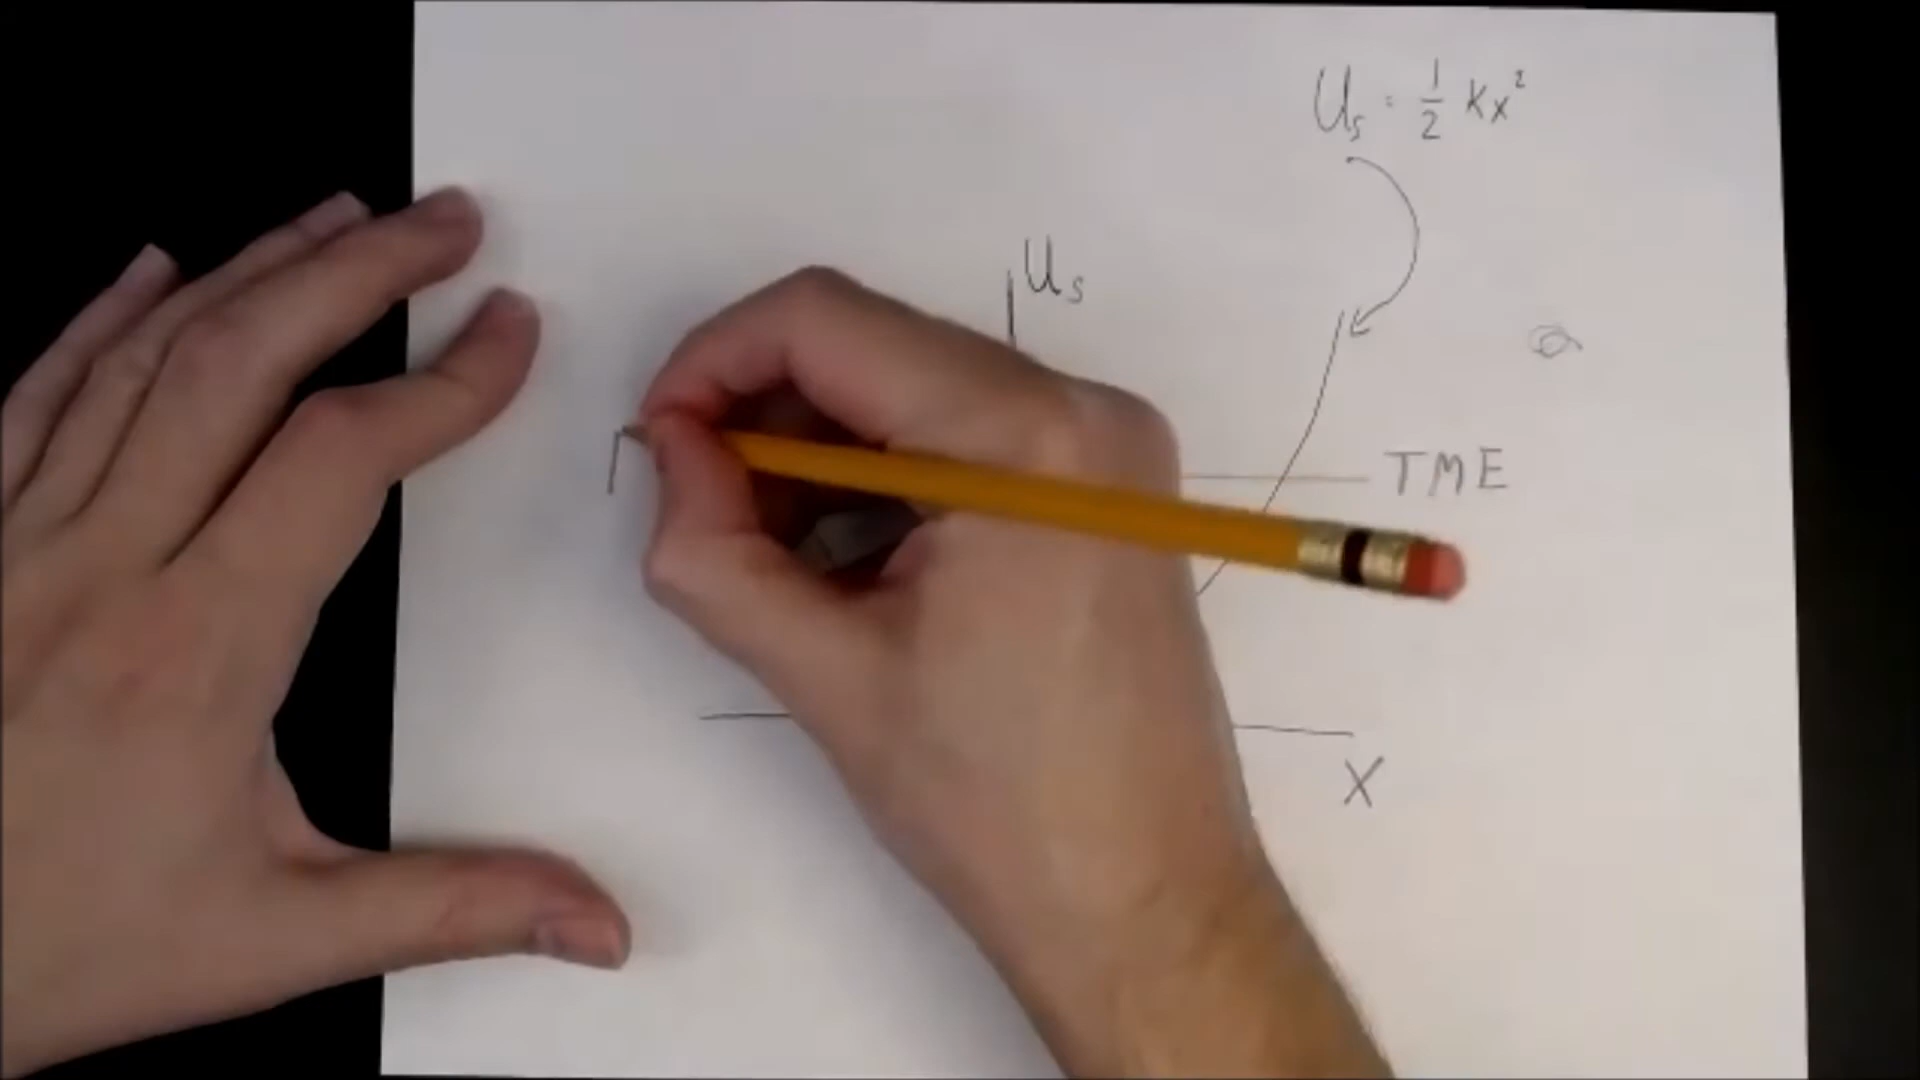 Us = 1/2 kx²
Us
TME
X